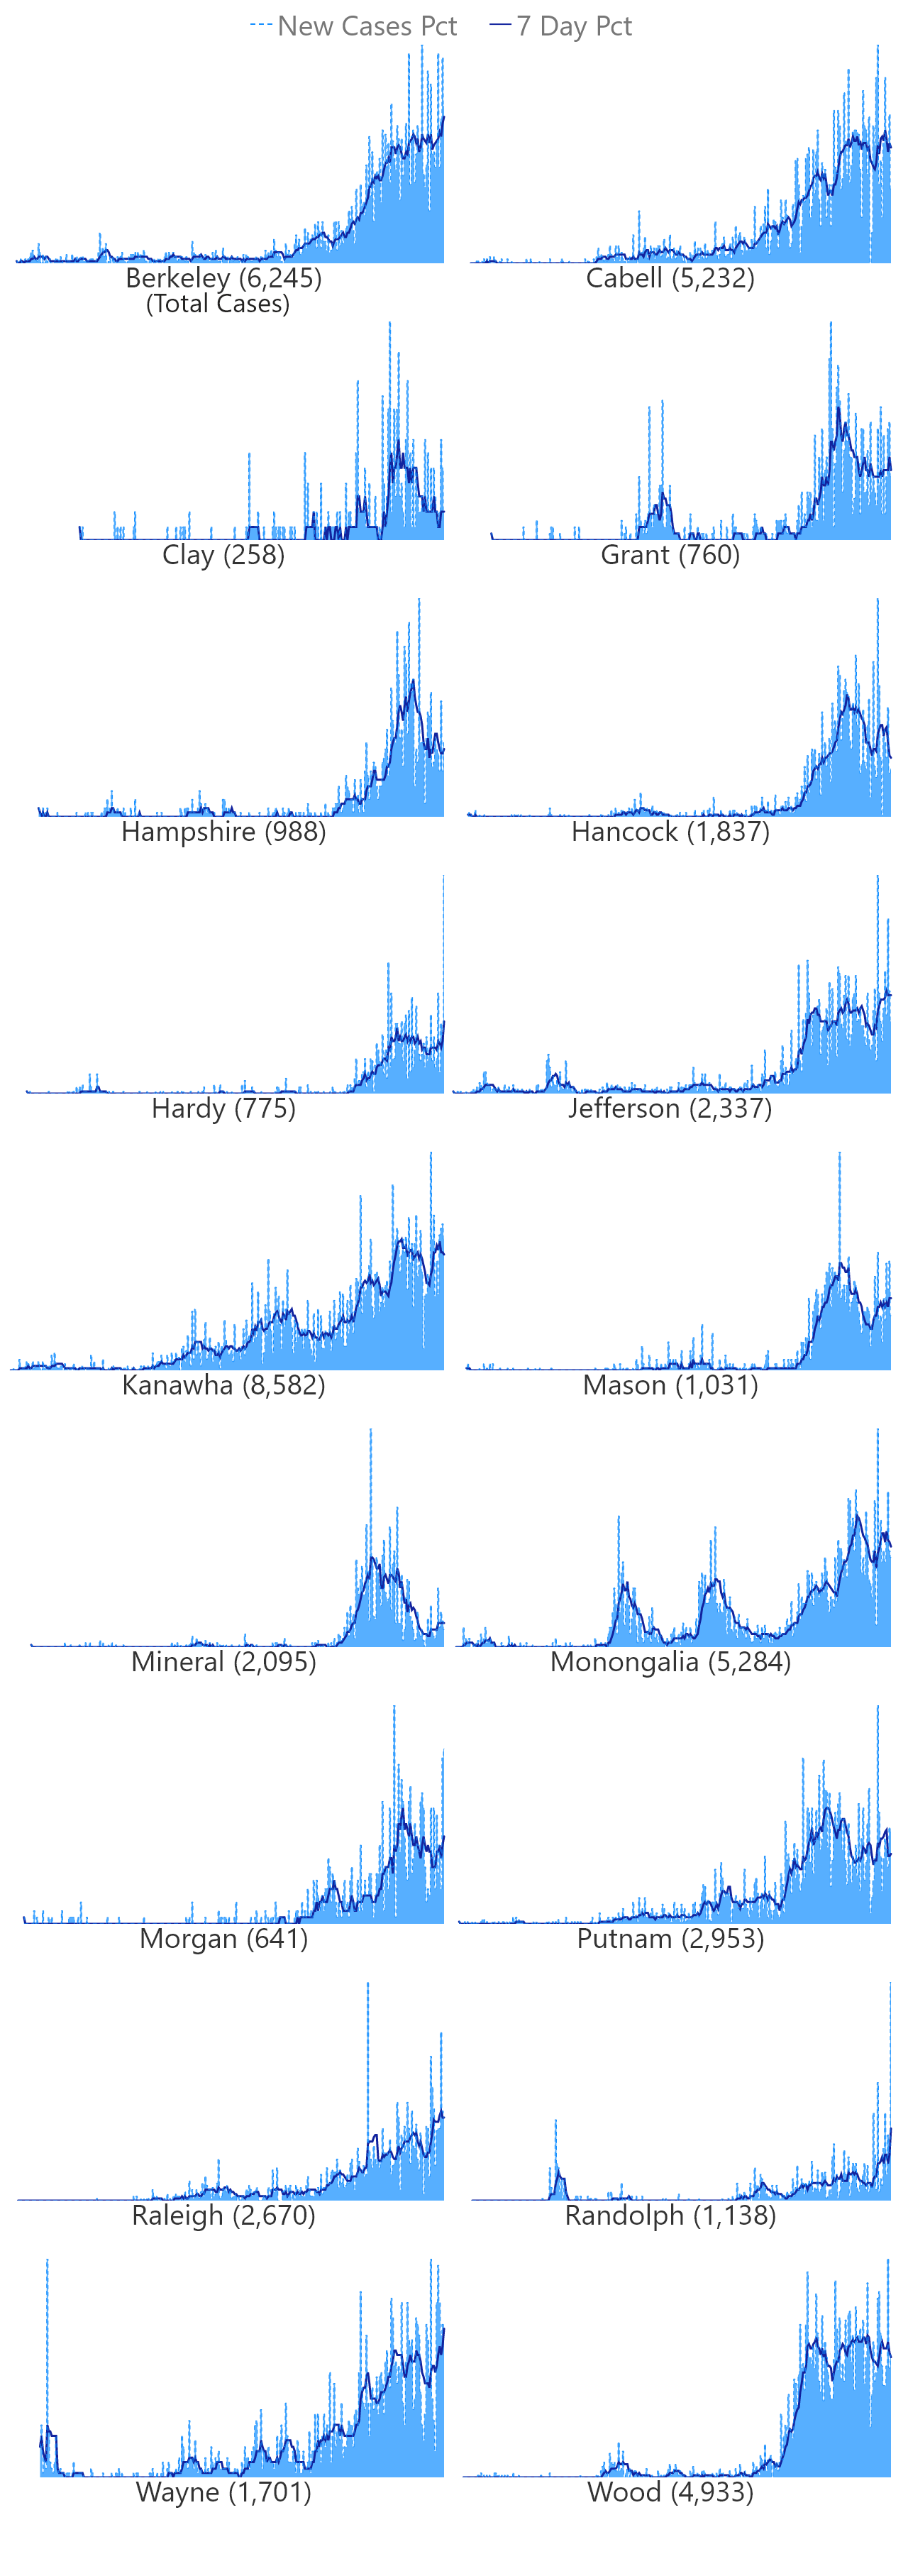 New Cases Pct 7 Day Pct
Berkeley (6,245) Cabell (5,232)
(Total Cases)
Clay (258) Grant (760)
Hampshire (988) Hancock (1,837)
Hardy (775) Jefferson (2,337)
Kanawha (8,582) Mason (1,031)
Mineral (2,095) Monongalia (5,284)
Morgan (641) Putnam (2,953)
Raleigh (2,670) Randolph (1,138)
Wayne (1,701) Wood (4,933)